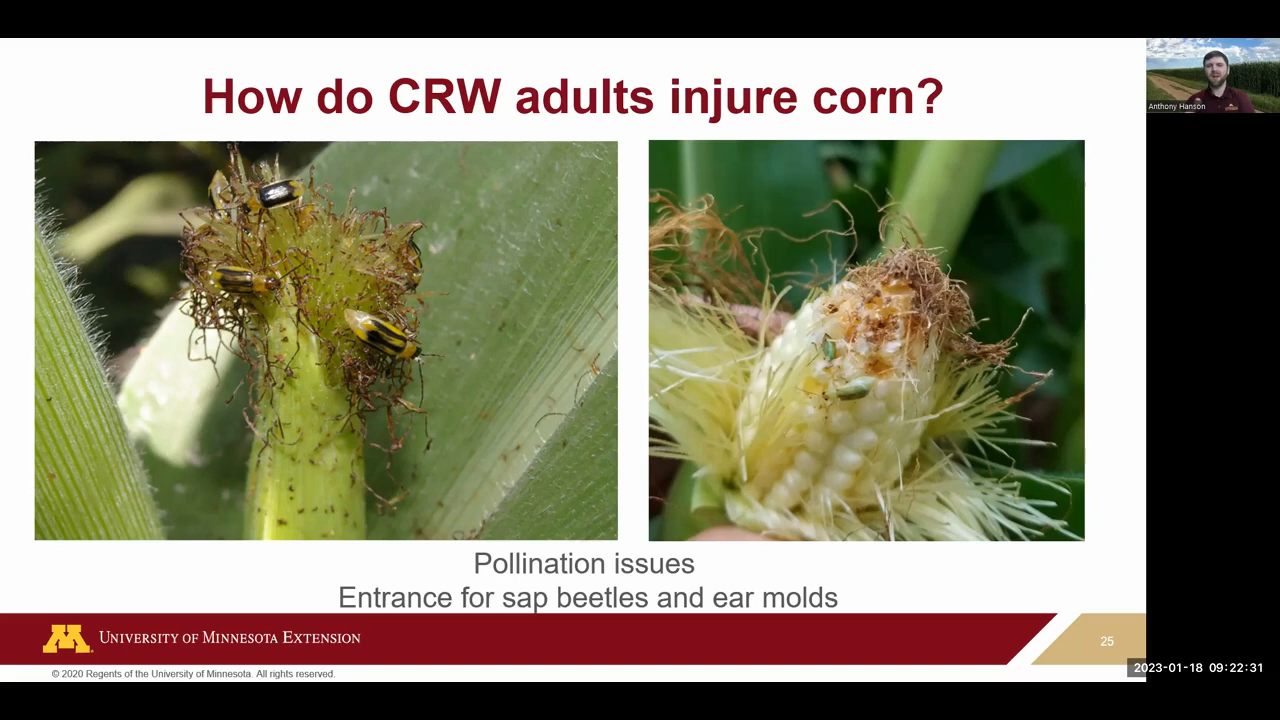 How do CRW adults injure corn?
Anthony Hanson
Pollination issues
Entrance for sap beetles and ear molds
M UNIVERSITY OF MINNESOTA EXTENSION
25
2023-01-18 09:22:31
© 2020 Regents of the University of Minnesota. All rights reserved.